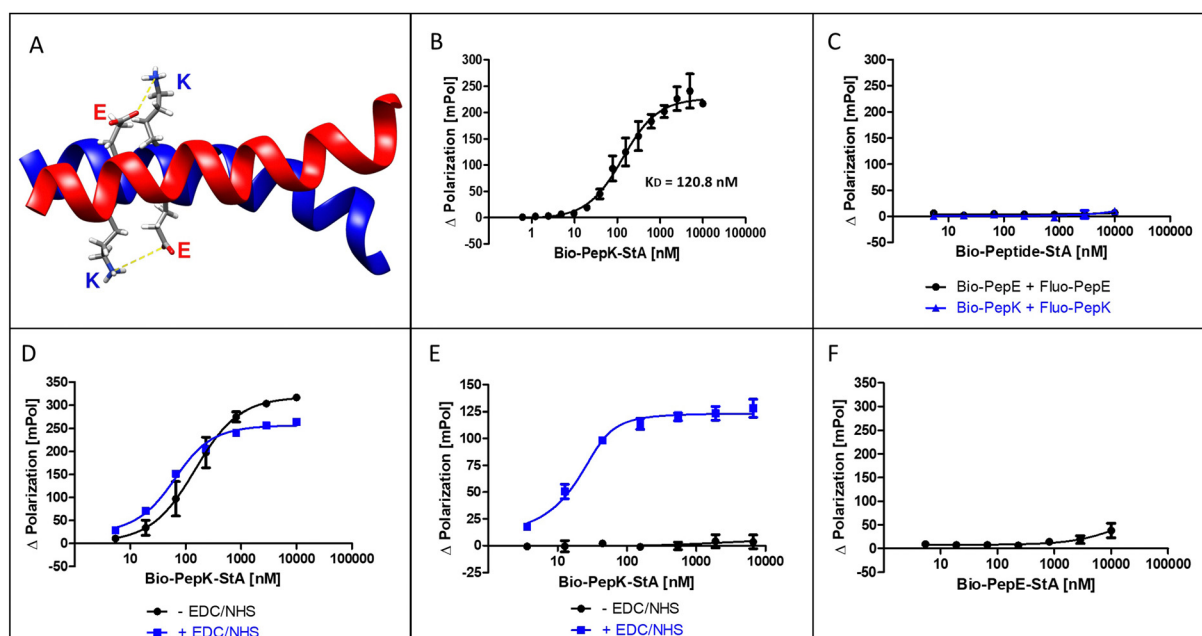 A
K
E
K
E
B
Δ Polarization [mPol]
300
250
200
150
100
50
0
-50
KD = 120.8 nM
1
10
100
1000
10000
100000
Bio-PepK-StA [nM]
C
Δ Polarization [mPol]
300
250
200
150
100
50
0
-50
1
10
100
1000
10000
100000
Bio-Peptide-StA [nM]
Bio-PepE + Fluo-PepE
Bio-PepK + Fluo-PepK
D
Δ Polarization [mPol]
350
300
250
200
150
100
50
0
-50
1
10
100
1000
10000
100000
Bio-PepK-StA [nM]
- EDC/NHS
+ EDC/NHS
E
Δ Polarization [mPol]
150
125
100
75
50
25
0
-25
1
10
100
1000
10000
100000
Bio-PepK-StA [nM]
- EDC/NHS
+ EDC/NHS
F
Δ Polarization [mPol]
350
300
250
200
150
100
50
0
-50
1
10
100
1000
10000
100000
Bio-PepE-StA [nM]